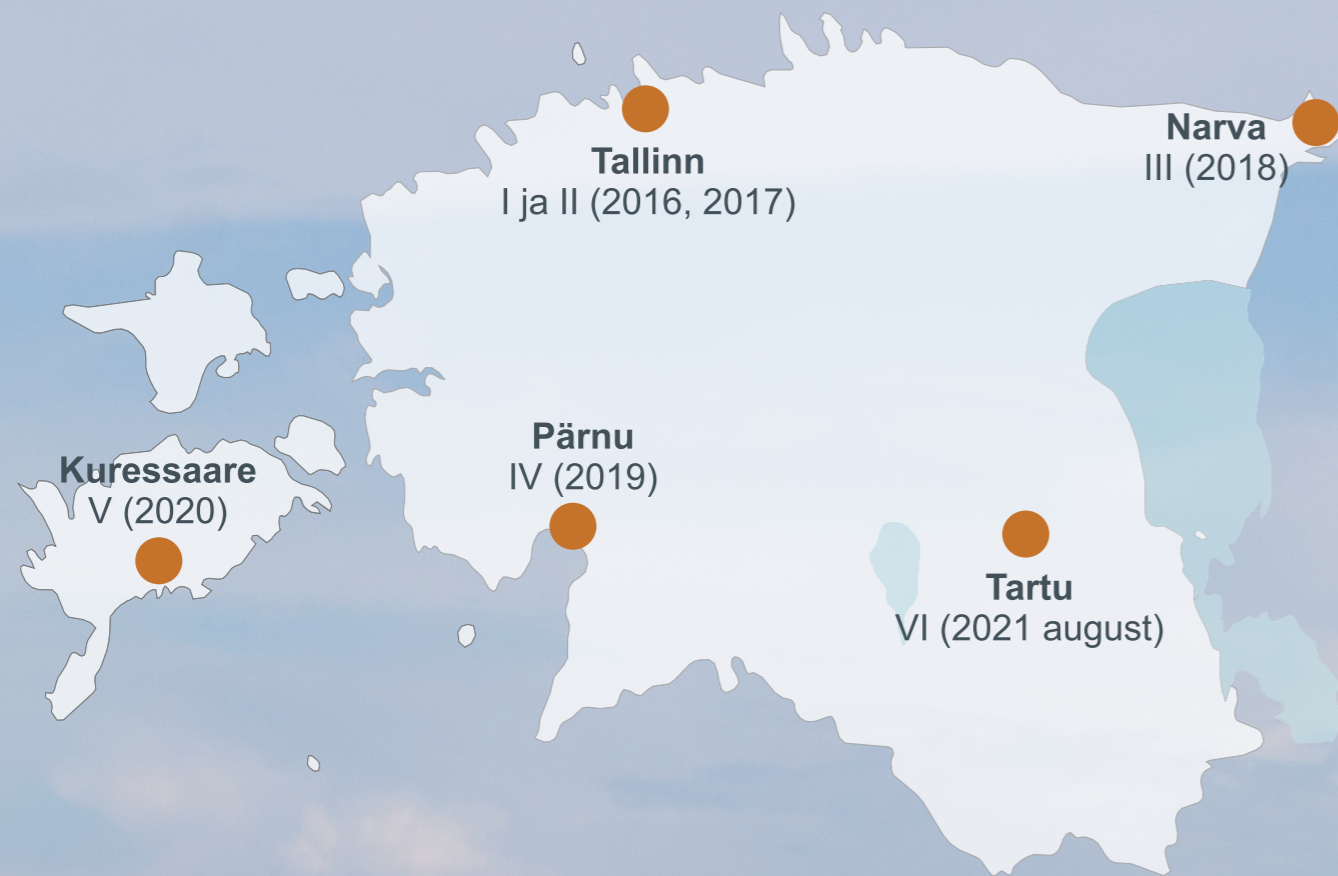 Tallinn
I ja II (2016, 2017)
Narva
III (2018)
Pärnu
IV (2019)
Kuressaare
V (2020)
Tartu
VI (2021 august)